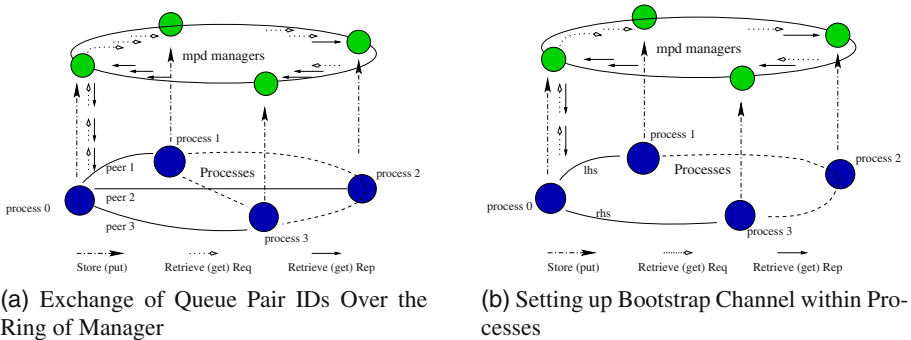 mpd managers
process 1
peer 1
Processes
process 2
peer 2
process 0
peer 3
process 3
Store (put)
Retrieve (get) Req
Retrieve (get) Rep
(a) Exchange of Queue Pair IDs Over the
Ring of Manager
mpd managers
process 1
lhs
Processes
process 2
process 0
rhs
process 3
Store (put)
Retrieve (get) Req
Retrieve (get) Rep
(b) Setting up Bootstrap Channel within Pro-
cesses